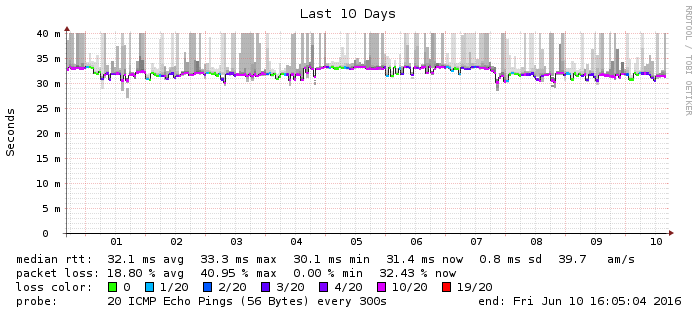 Last 10 Days
RRDTOOL / TOBI OETIKER
Seconds
40 m
35 m
30 m
25 m
20 m
15 m
10 m
5 m
0
01 02 03 04 05 06 07 08 09 10
median rtt: 32.1 ms avg 33.3 ms max 30.1 ms min 31.4 ms now 0.8 ms sd 39.7 am/s
packet loss: 18.80 % avg 40.95 % max 0.00 % min 32.43 % now
loss color: 0 1/20 2/20 3/20 4/20 10/20 19/20
probe: 20 ICMP Echo Pings (56 Bytes) every 300s end: Fri Jun 10 16:05:04 2016